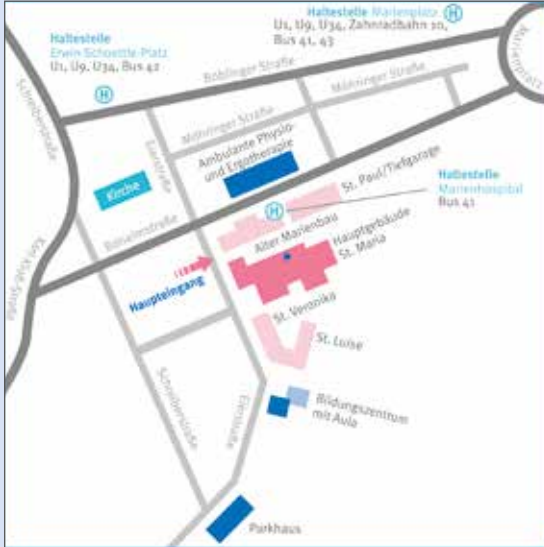 Haltestelle Marienplatz H
U1, U9, U34, Zahnradbahn 10,
Bus 41, 43
Haltestelle
Erwin-Schoettle-Platz
U1, U9, U34, Bus 42
H
Marienplatz
Böblinger Straße
Möhringer Straße
Möhringer Straße
Schreiberstraße
Eierstraße
Ambulante Physio-
und Ergotherapie
Kirche
St. Paul/Tiefgarage
Haltestelle
Marienhospital
Bus 41
H
Alter Marienbau
Hauptgebäude
St. Maria
Böheimstraße
Haupteingang
Karl-Kloß-Straße
St. Veronika
St. Luise
Schreiberstraße
Eierstraße
Bildungszentrum
mit Aula
Parkhaus